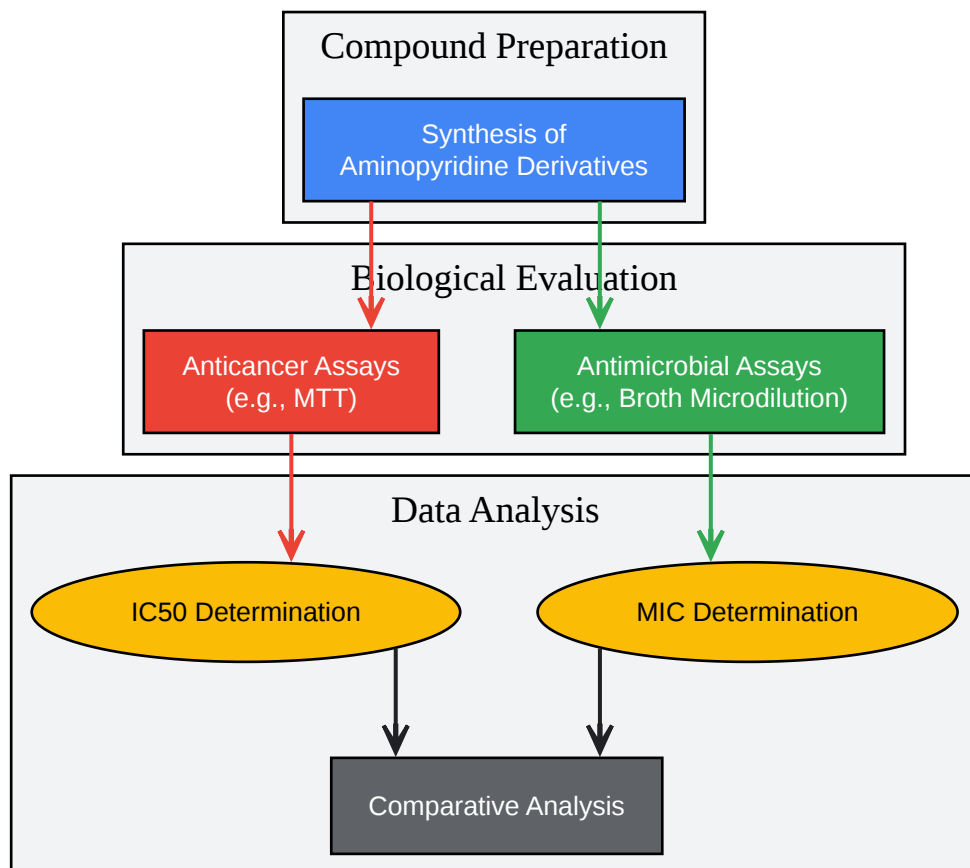 Compound Preparation
Synthesis of
Aminopyridine Derivatives
Biological Evaluation
Anticancer Assays
(e.g., MTT)
Antimicrobial Assays
(e.g., Broth Microdilution)
Data Analysis
IC50 Determination
MIC Determination
Comparative Analysis